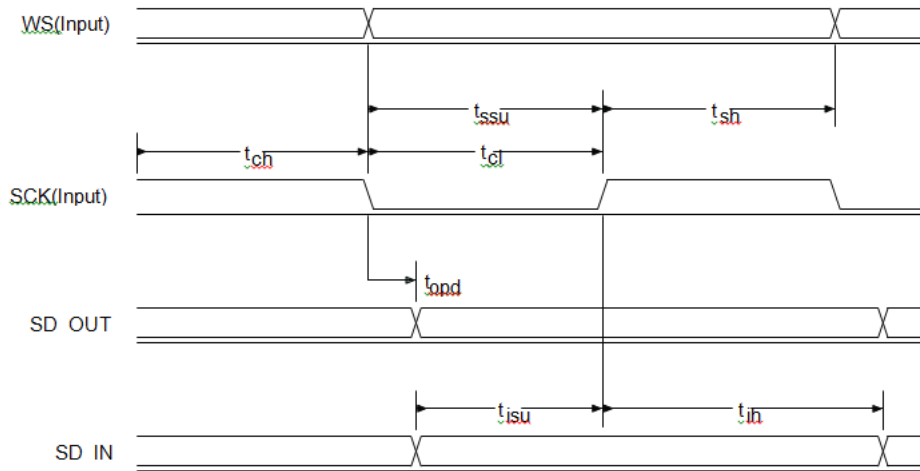 WS(Input)
tssu
tsh
tch
tcl
SCK(Input)
topd
SD OUT
tisu
tih
SD IN